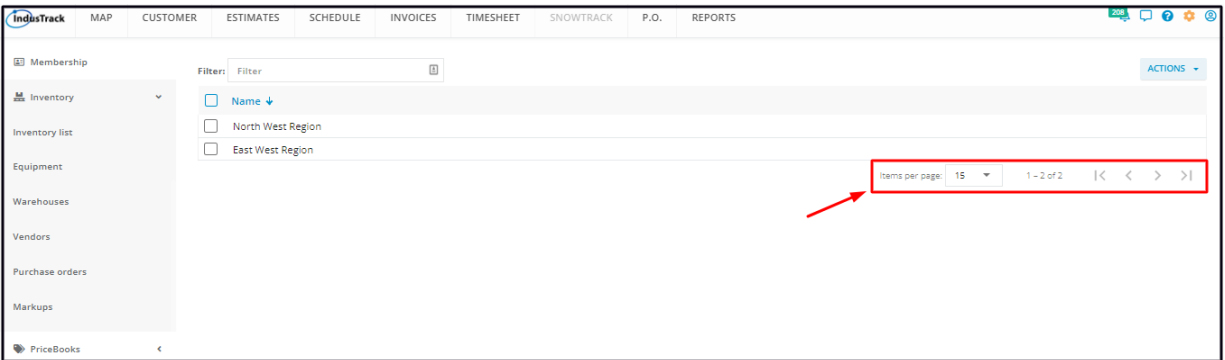 IndusTrack MAP CUSTOMER ESTIMATES SCHEDULE INVOICES TIMESHEET SNOWTRACK P.O. REPORTS 208
Membership
Filter: Filter ACTIONS
Inventory
Name
North West Region
Inventory list
East West Region
Equipment
Items per page: 15 1 – 2 of 2
Warehouses
Vendors
Purchase orders
Markups
PriceBooks